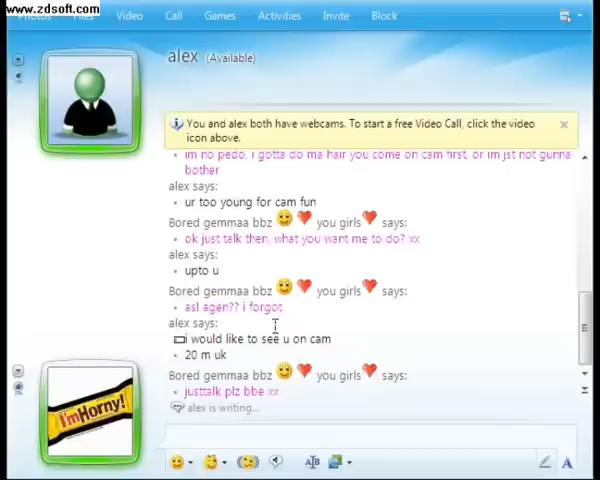 www.zdsoft.com
Photos Files Video Call Games Activities Invite Block
alex (Available)
You and alex both have webcams. To start a free Video Call, click the video
icon above.
im no pedo, i gotta do ma hair you come on cam first, or im jst not gunna
bother
alex says:
ur too young for cam fun
Bored gemmaa bbz you girls says:
ok just talk then, what you want me to do? xx
alex says:
upto u
Bored gemmaa bbz you girls says:
asl agen?? i forgot
alex says:
i would like to see u on cam
20 m uk
Bored gemmaa bbz you girls says:
justtalk plz bbe xx
alex is writing...
I'm Horny!